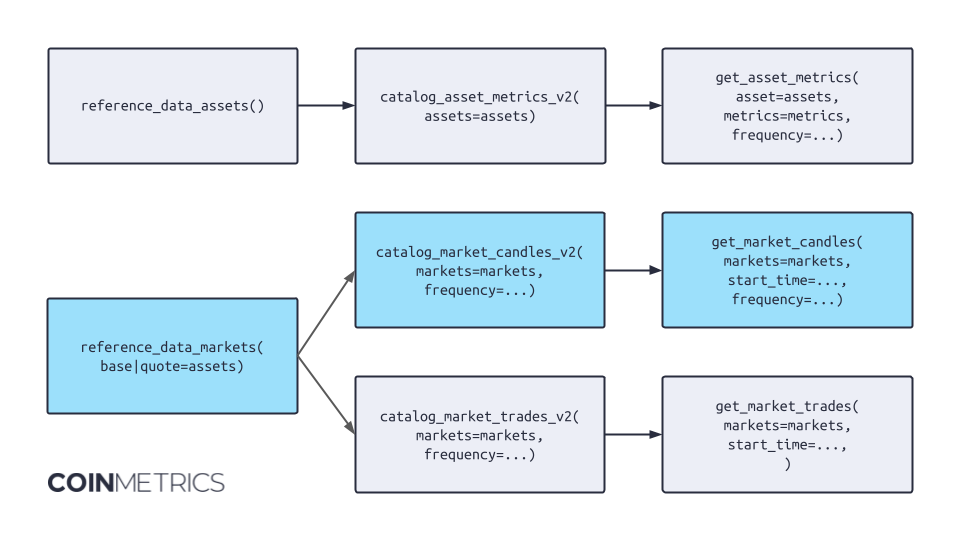 reference_data_assets()
catalog_asset_metrics_v2(
assets=assets)
get_asset_metrics(
asset=assets,
metrics=metrics,
frequency=...)
reference_data_markets(
base|quote=assets)
catalog_market_candles_v2(
markets=markets,
frequency=...)
get_market_candles(
markets=markets,
start_time=...,
frequency=...)
catalog_market_trades_v2(
markets=markets,
frequency=...)
get_market_trades(
markets=markets,
start_time=...,
)
COINMETRICS